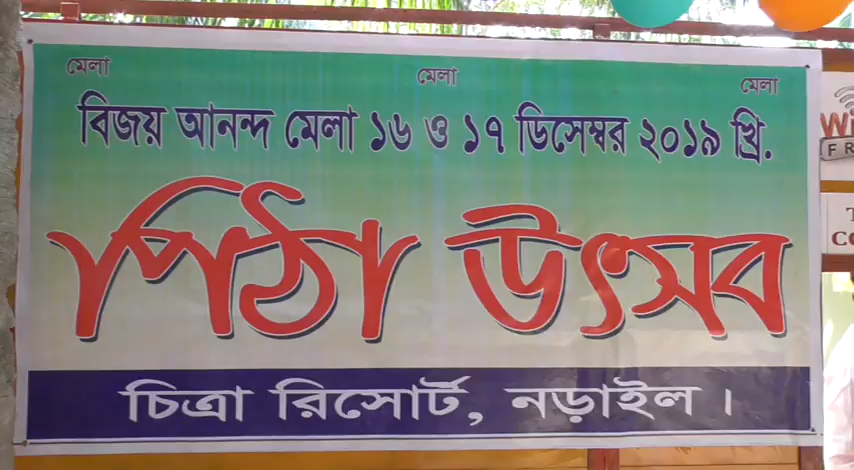 মেলা মেলা মেলা
বিজয় আনন্দ মেলা ১৬ ও ১৭ ডিসেম্বর ২০১৯ খ্রি.
পিঠা উৎসব
চিত্রা রিসোর্ট, নড়াইল ।